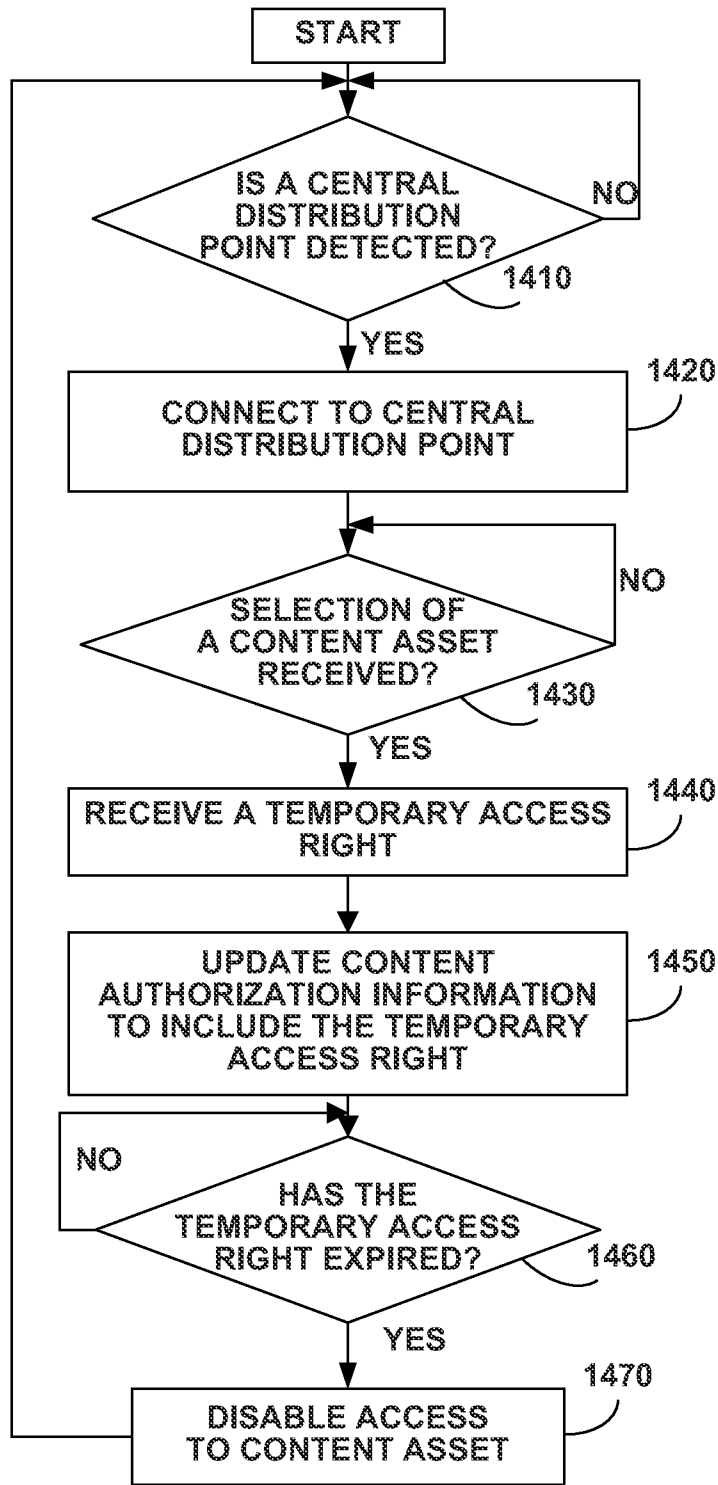 START
IS A CENTRAL
DISTRIBUTION
POINT DETECTED?
NO
1410
YES
1420
CONNECT TO CENTRAL
DISTRIBUTION POINT
NO
SELECTION OF
A CONTENT ASSET
RECEIVED?
1430
YES
1440
RECEIVE A TEMPORARY ACCESS
RIGHT
1450
UPDATE CONTENT
AUTHORIZATION INFORMATION
TO INCLUDE THE TEMPORARY
ACCESS RIGHT
NO
HAS THE
TEMPORARY ACCESS
RIGHT EXPIRED?
1460
YES
1470
DISABLE ACCESS
TO CONTENT ASSET